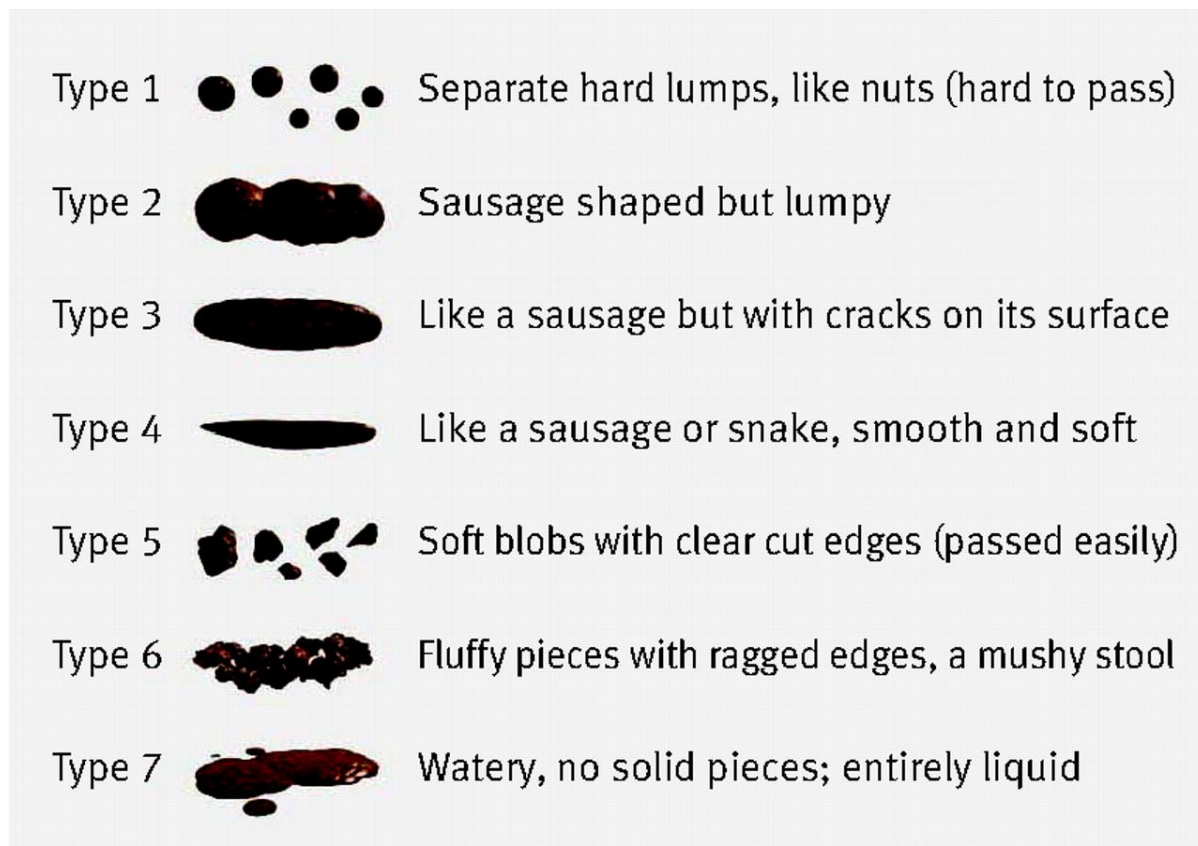 Type 1 Separate hard lumps, like nuts (hard to pass)
Type 2 Sausage shaped but lumpy
Type 3 Like a sausage but with cracks on its surface
Type 4 Like a sausage or snake, smooth and soft
Type 5 Soft blobs with clear cut edges (passed easily)
Type 6 Fluffy pieces with ragged edges, a mushy stool
Type 7 Watery, no solid pieces; entirely liquid